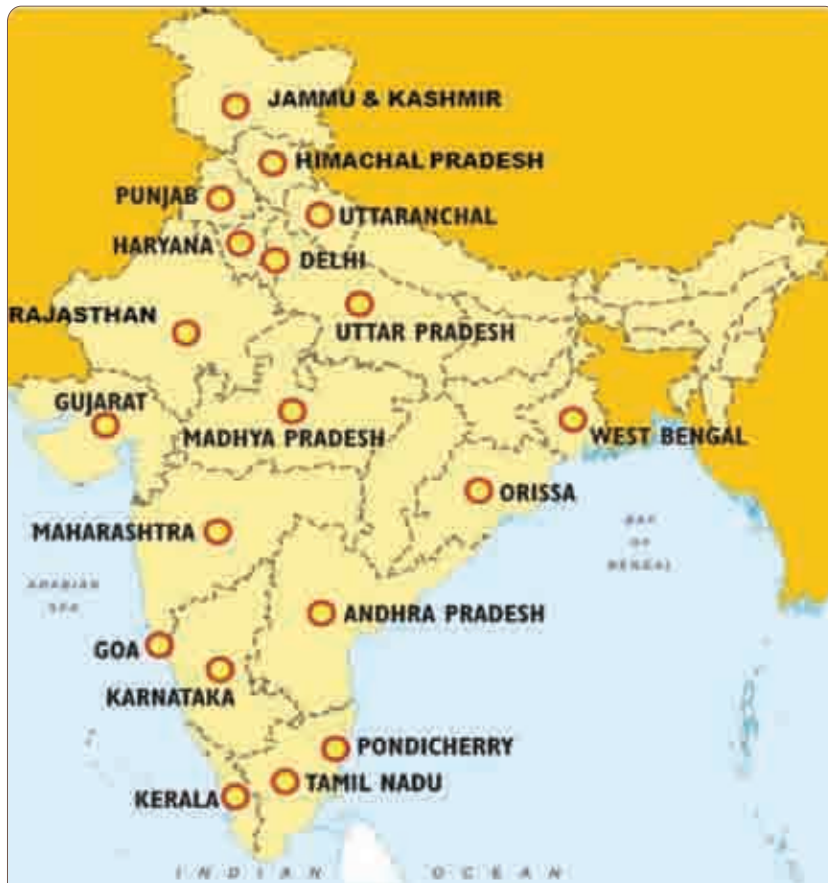 JAMMU & KASHMIR
HIMACHAL PRADESH
PUNJAB
UTTARANCHAL
HARYANA
DELHI
RAJASTHAN
UTTAR PRADESH
GUJARAT
MADHYA PRADESH
WEST BENGAL
ORISSA
MAHARASHTRA
BAY
OF
BENGAL
ARABIAN
SEA
ANDHRA PRADESH
GOA
KARNATAKA
PONDICHERRY
TAMIL NADU
KERALA
INDIAN OCEAN